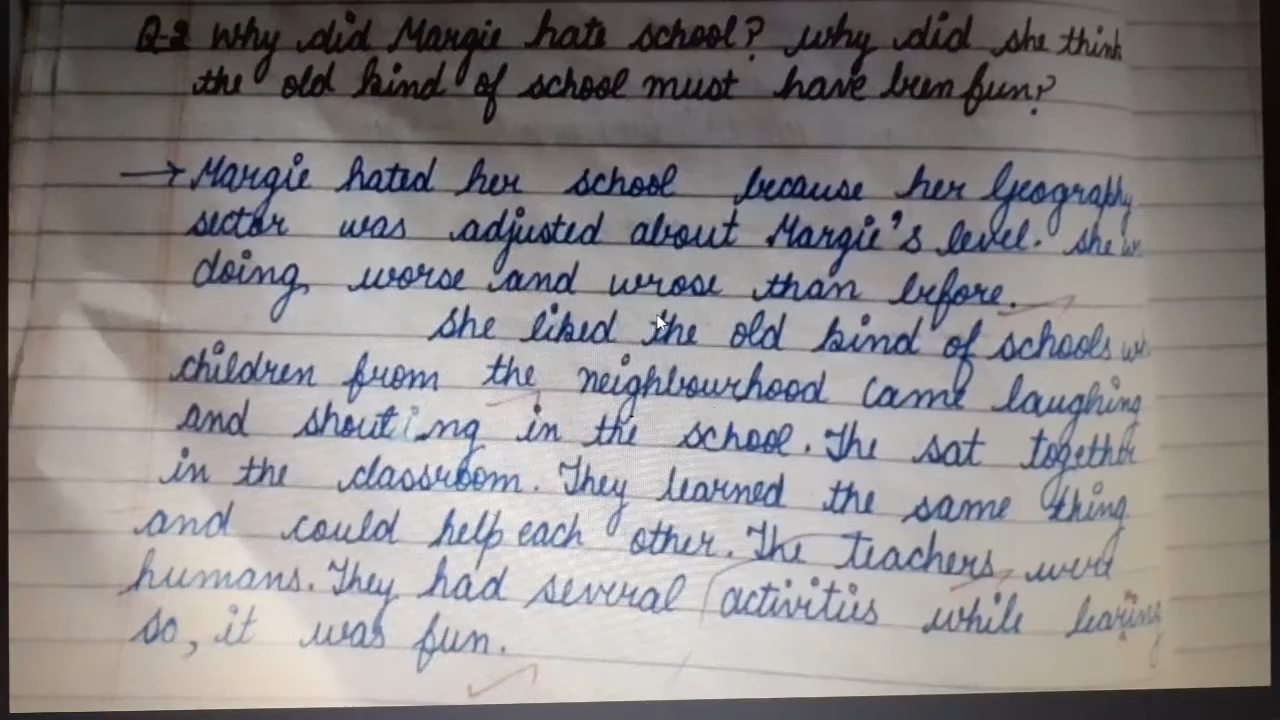 Q-2 Why did Margie hate school? why did she think
the old kind of school must have been fun?
→ Margie hated her school because her Geography
sector was adjusted about Margie's level. she
doing worse and wrose than before.
She liked the old kind of schools
children from the neighbourhood came laughing
and shouting in the school. The sat together
in the classroom. They learned the same thing
and could help each other. The teachers were
humans. They had several activities while learing
so, it was fun.